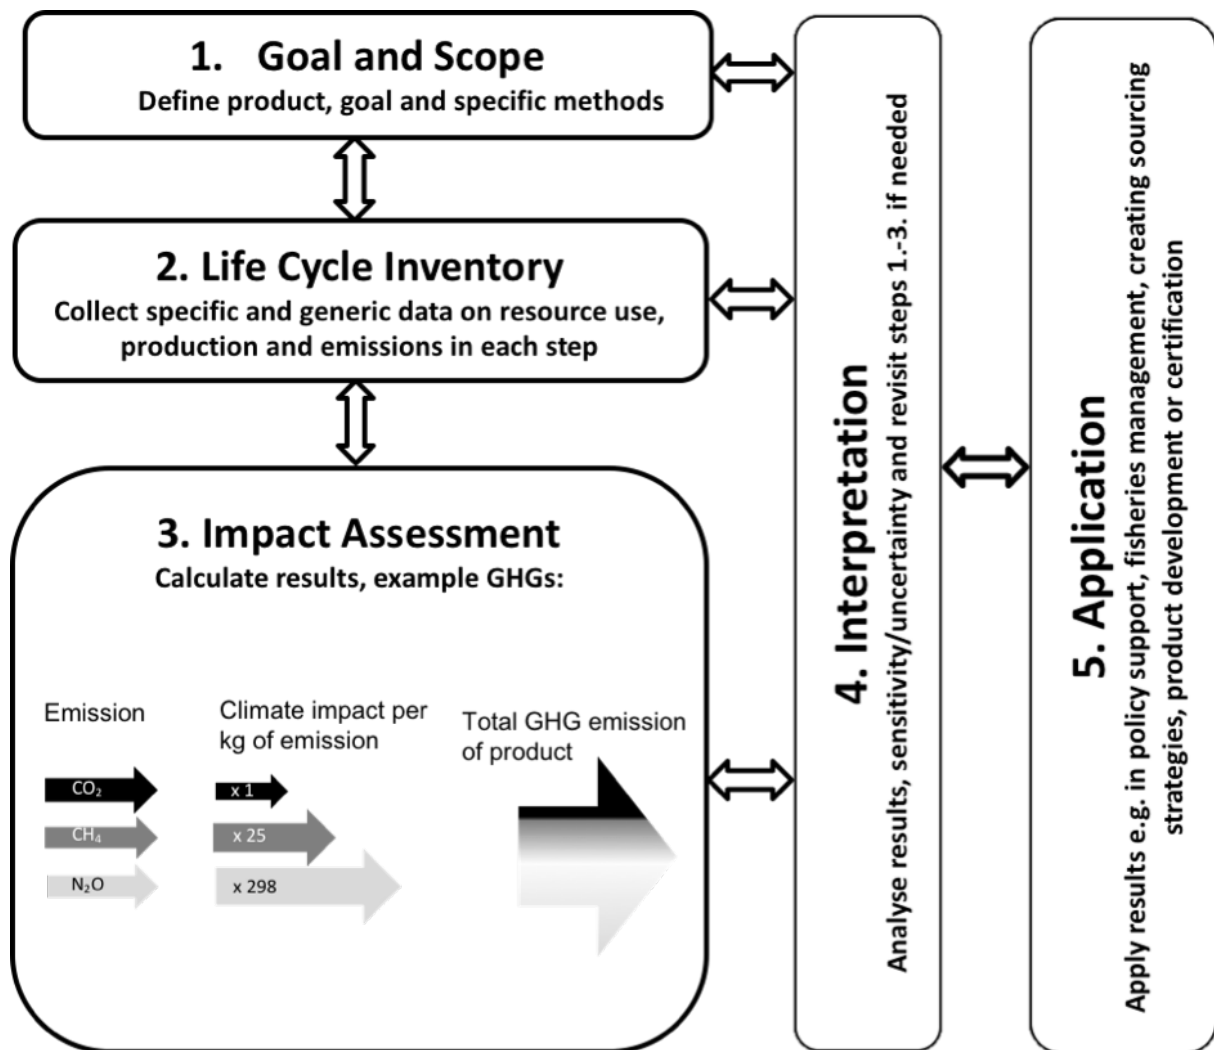 1. Goal and Scope
Define product, goal and specific methods
2. Life Cycle Inventory
Collect specific and generic data on resource use,
production and emissions in each step
3. Impact Assessment
Calculate results, example GHGs:
Emission
Climate impact per
kg of emission
Total GHG emission
of product
CO₂
x 1
CH₄
x 25
N₂O
x 298
4. Interpretation
Analyse results, sensitivity/uncertainty and revisit steps 1.-3. if needed
5. Application
Apply results e.g. in policy support, fisheries management, creating sourcing
strategies, product development or certification